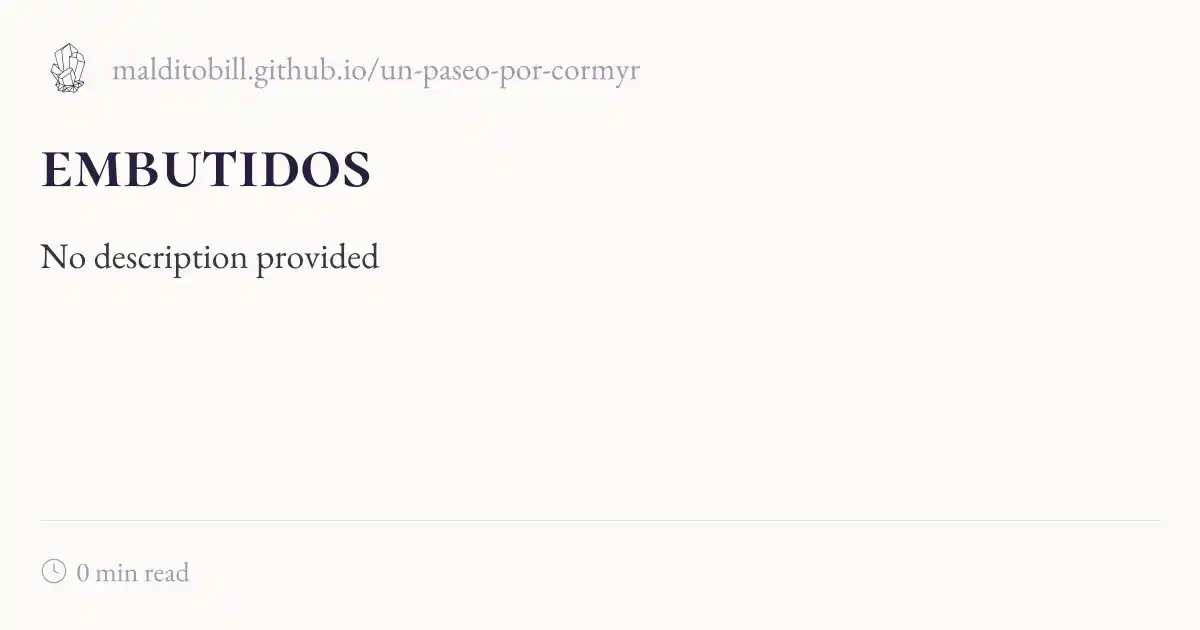 malditobill.github.io/un-paseo-por-cormyr
EMBUTIDOS
No description provided
0 min read